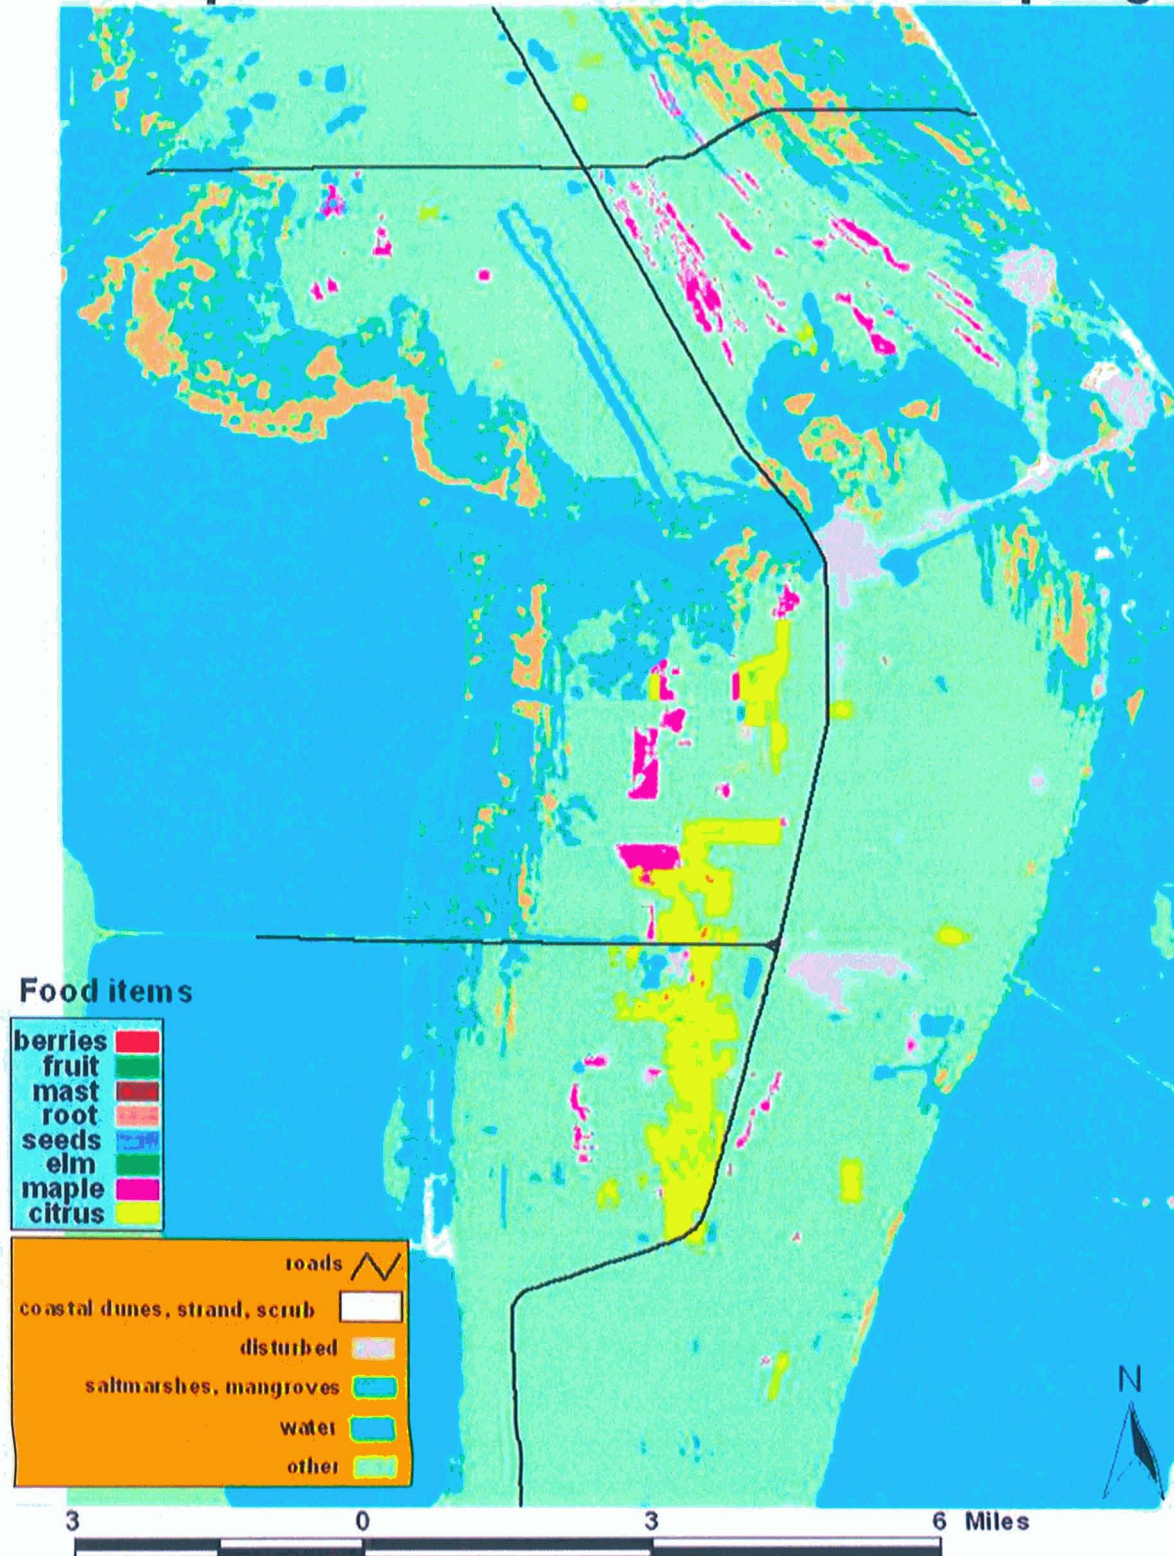 Food items
berries
fruit
mast
root
seeds
elm
maple
citrus
roads
coastal dunes, strand, scrub
disturbed
saltmarshes, mangroves
water
other
N
3 0 3 6 Miles